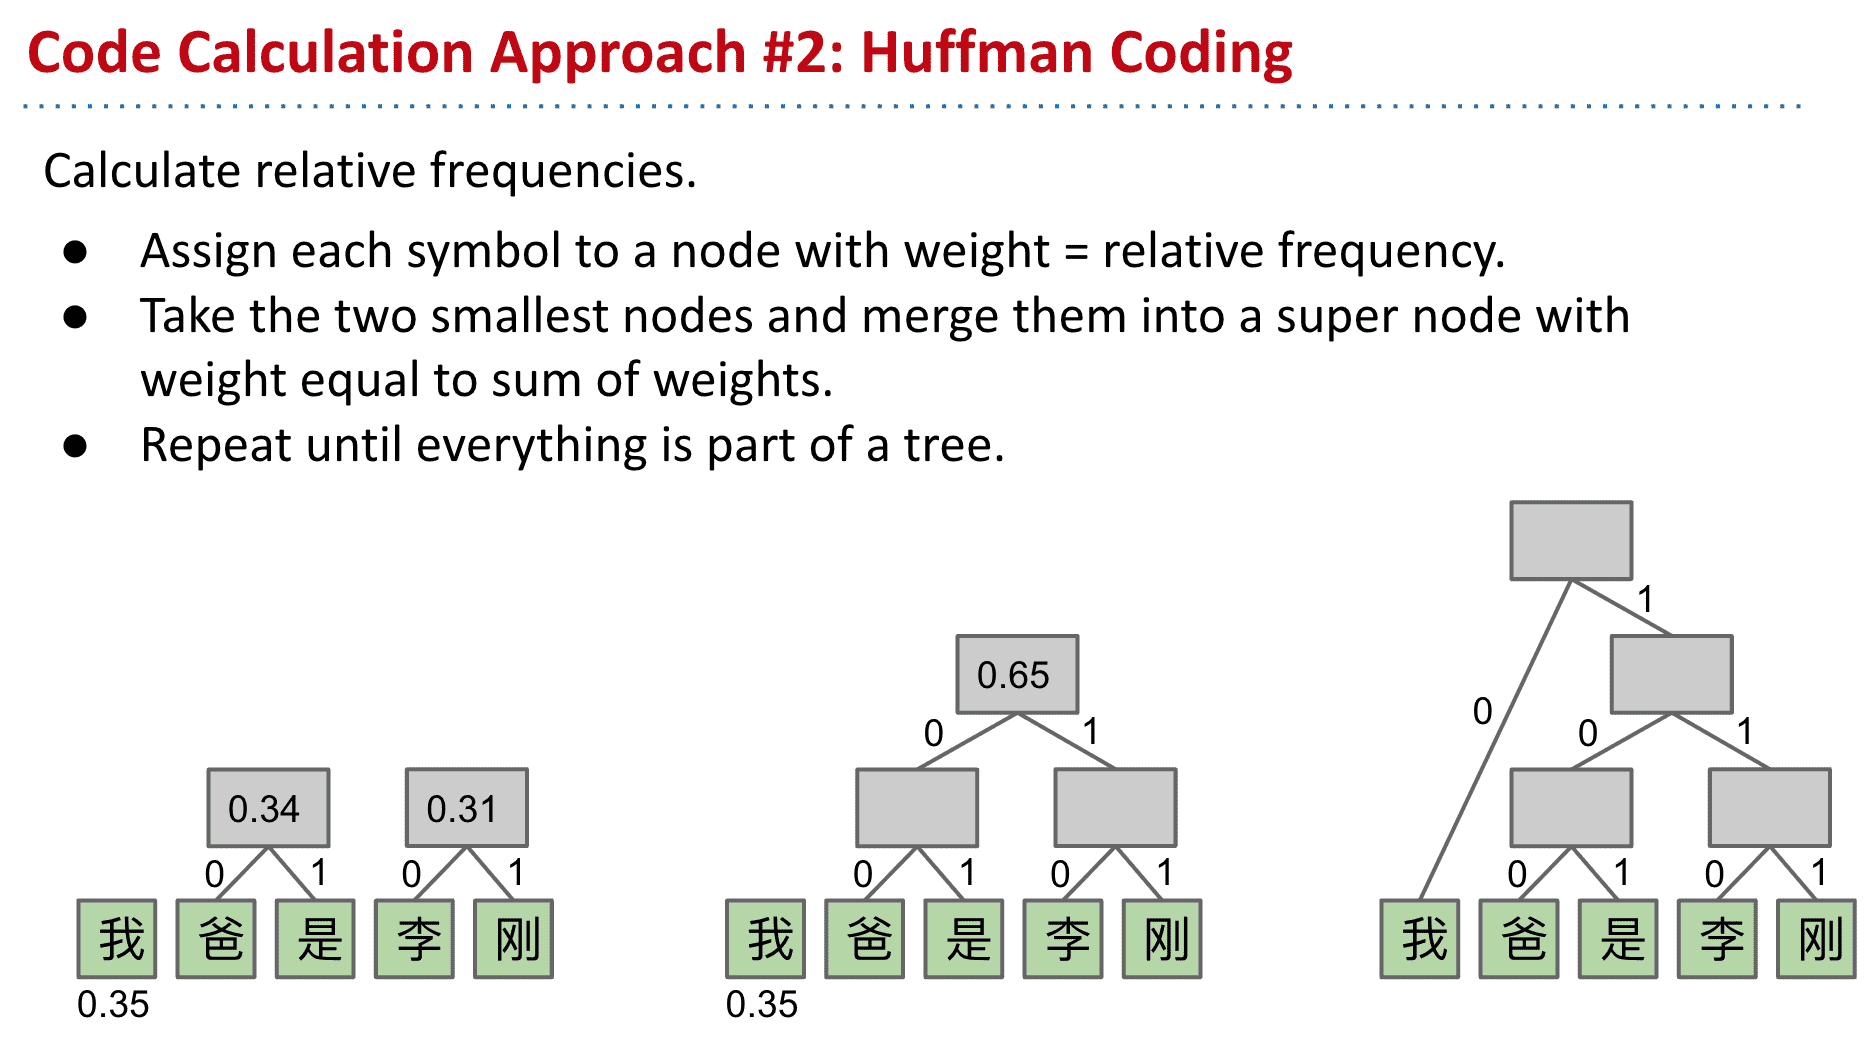 Code Calculation Approach #2: Huffman Coding
Calculate relative frequencies.
● Assign each symbol to a node with weight = relative frequency.
● Take the two smallest nodes and merge them into a super node with
weight equal to sum of weights.
● Repeat until everything is part of a tree.
0.34 0.31
0 1 0 1
我 爸 是 李 刚
0.35
0.65
0 1
0 1 0 1
我 爸 是 李 刚
0.35
1
0
0 1
0 1 0 1
我 爸 是 李 刚